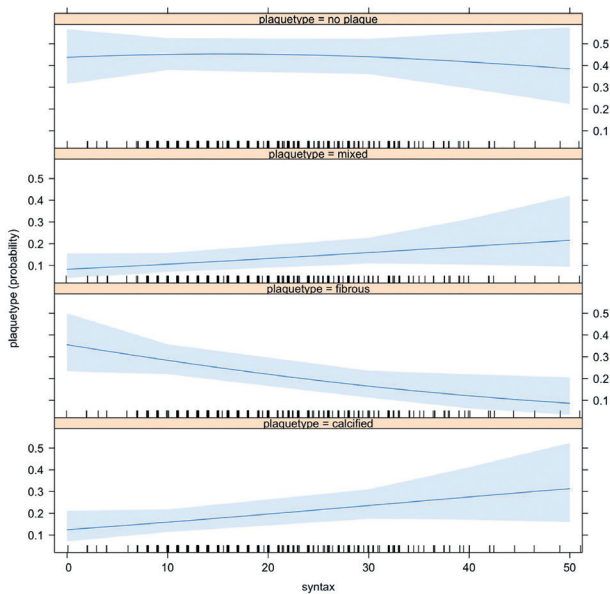 plaquetype = no plaque
0.5
0.4
0.3
0.2
0.1
plaquetype = mixed
0.5
0.4
0.3
0.2
0.1
plaquetype = fibrous
0.5
0.4
0.3
0.2
0.1
plaquetype = calcified
0.5
0.4
0.3
0.2
0.1
plaquetype (probability)
0 10 20 30 40 50
syntax